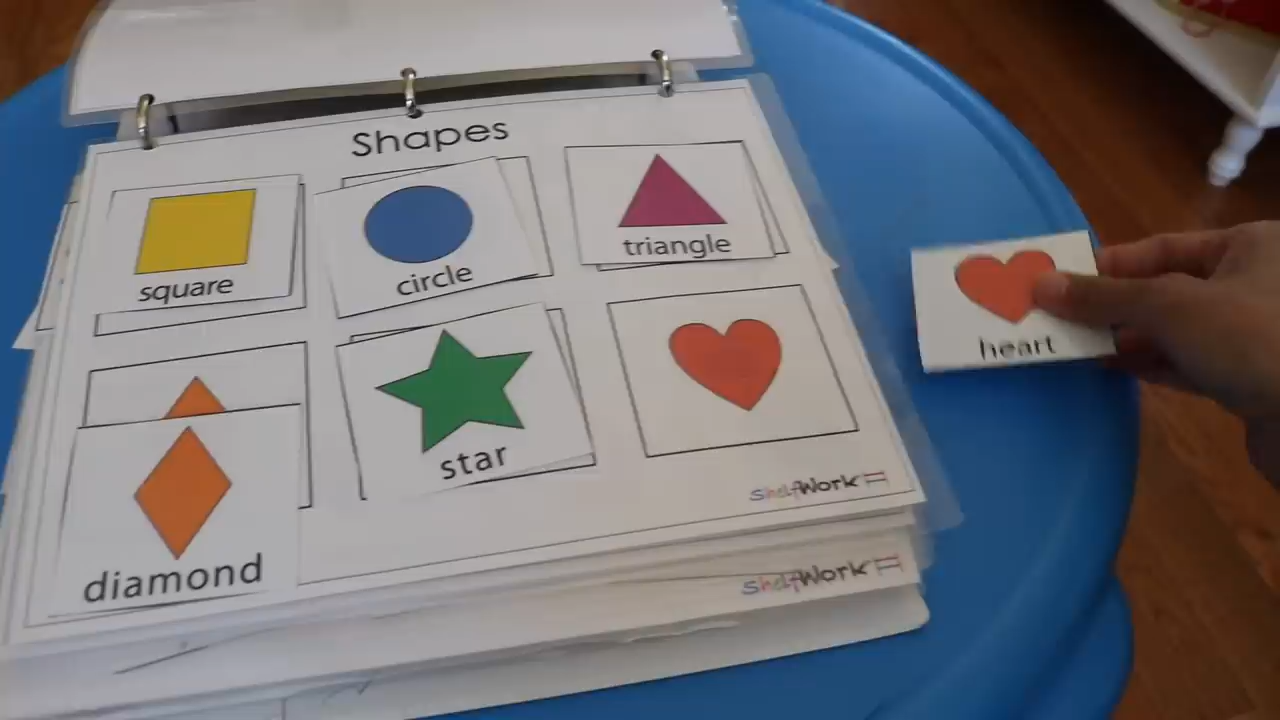 Shapes
square
circle
triangle
heart
diamond
star
ShelfWork
ShelfWork